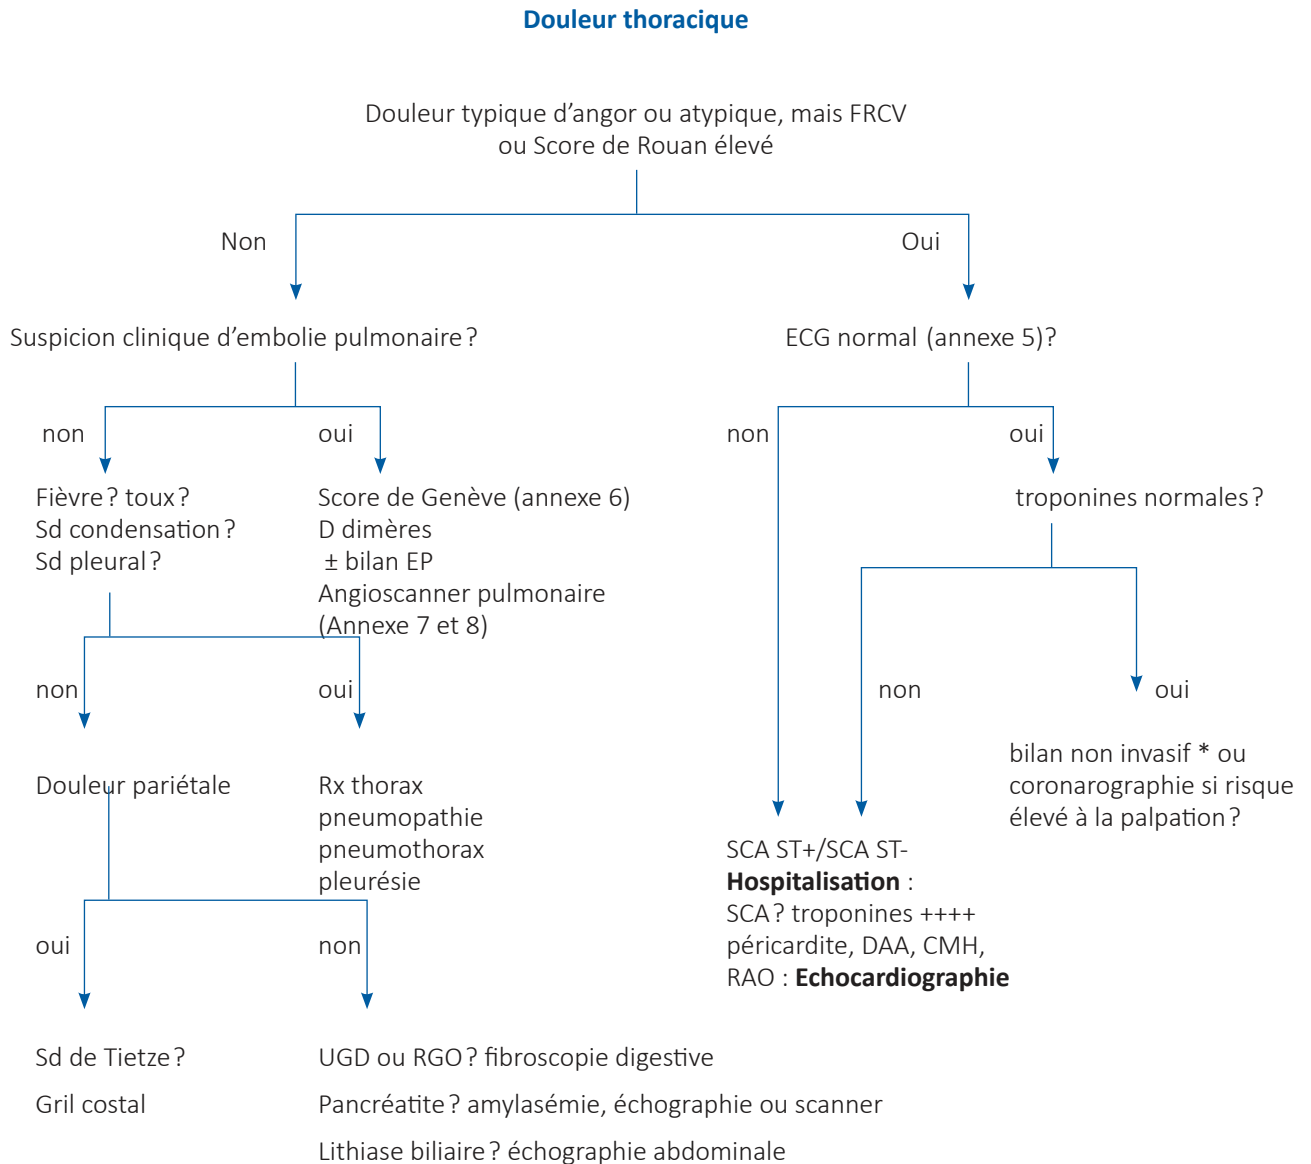 Douleur thoracique
Douleur typique d’angor ou atypique, mais FRCV
ou Score de Rouan élevé
Non
Oui
Suspicion clinique d’embolie pulmonaire ?
ECG normal (annexe 5)?
non
oui
non
oui
Fièvre ? toux ?
Sd condensation ?
Sd pleural ?
Score de Genève (annexe 6)
D dimères
± bilan EP
Angioscanner pulmonaire
(Annexe 7 et 8)
troponines normales ?
non
oui
non
oui
Douleur pariétale
Rx thorax
pneumopathie
pneumothorax
pleurésie
bilan non invasif * ou
coronarographie si risque
élevé à la palpation ?
SCA ST+/SCA ST-
Hospitalisation :
SCA ? troponines ++++
péricardite, DAA, CMH,
RAO : Echocardiographie
oui
non
Sd de Tietze ?
Gril costal
UGD ou RGO ? fibroscopie digestive
Pancréatite ? amylasémie, échographie ou scanner
Lithiase biliaire ? échographie abdominale